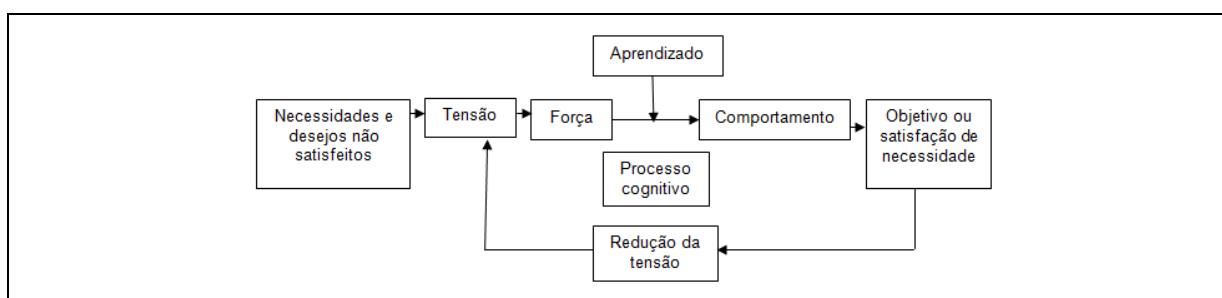 Aprendizado
Necessidades e
desejos não
satisfeitos
Tensão
Força
Comportamento
Objetivo ou
satisfação de
necessidade
Processo
cognitivo
Redução da
tensão